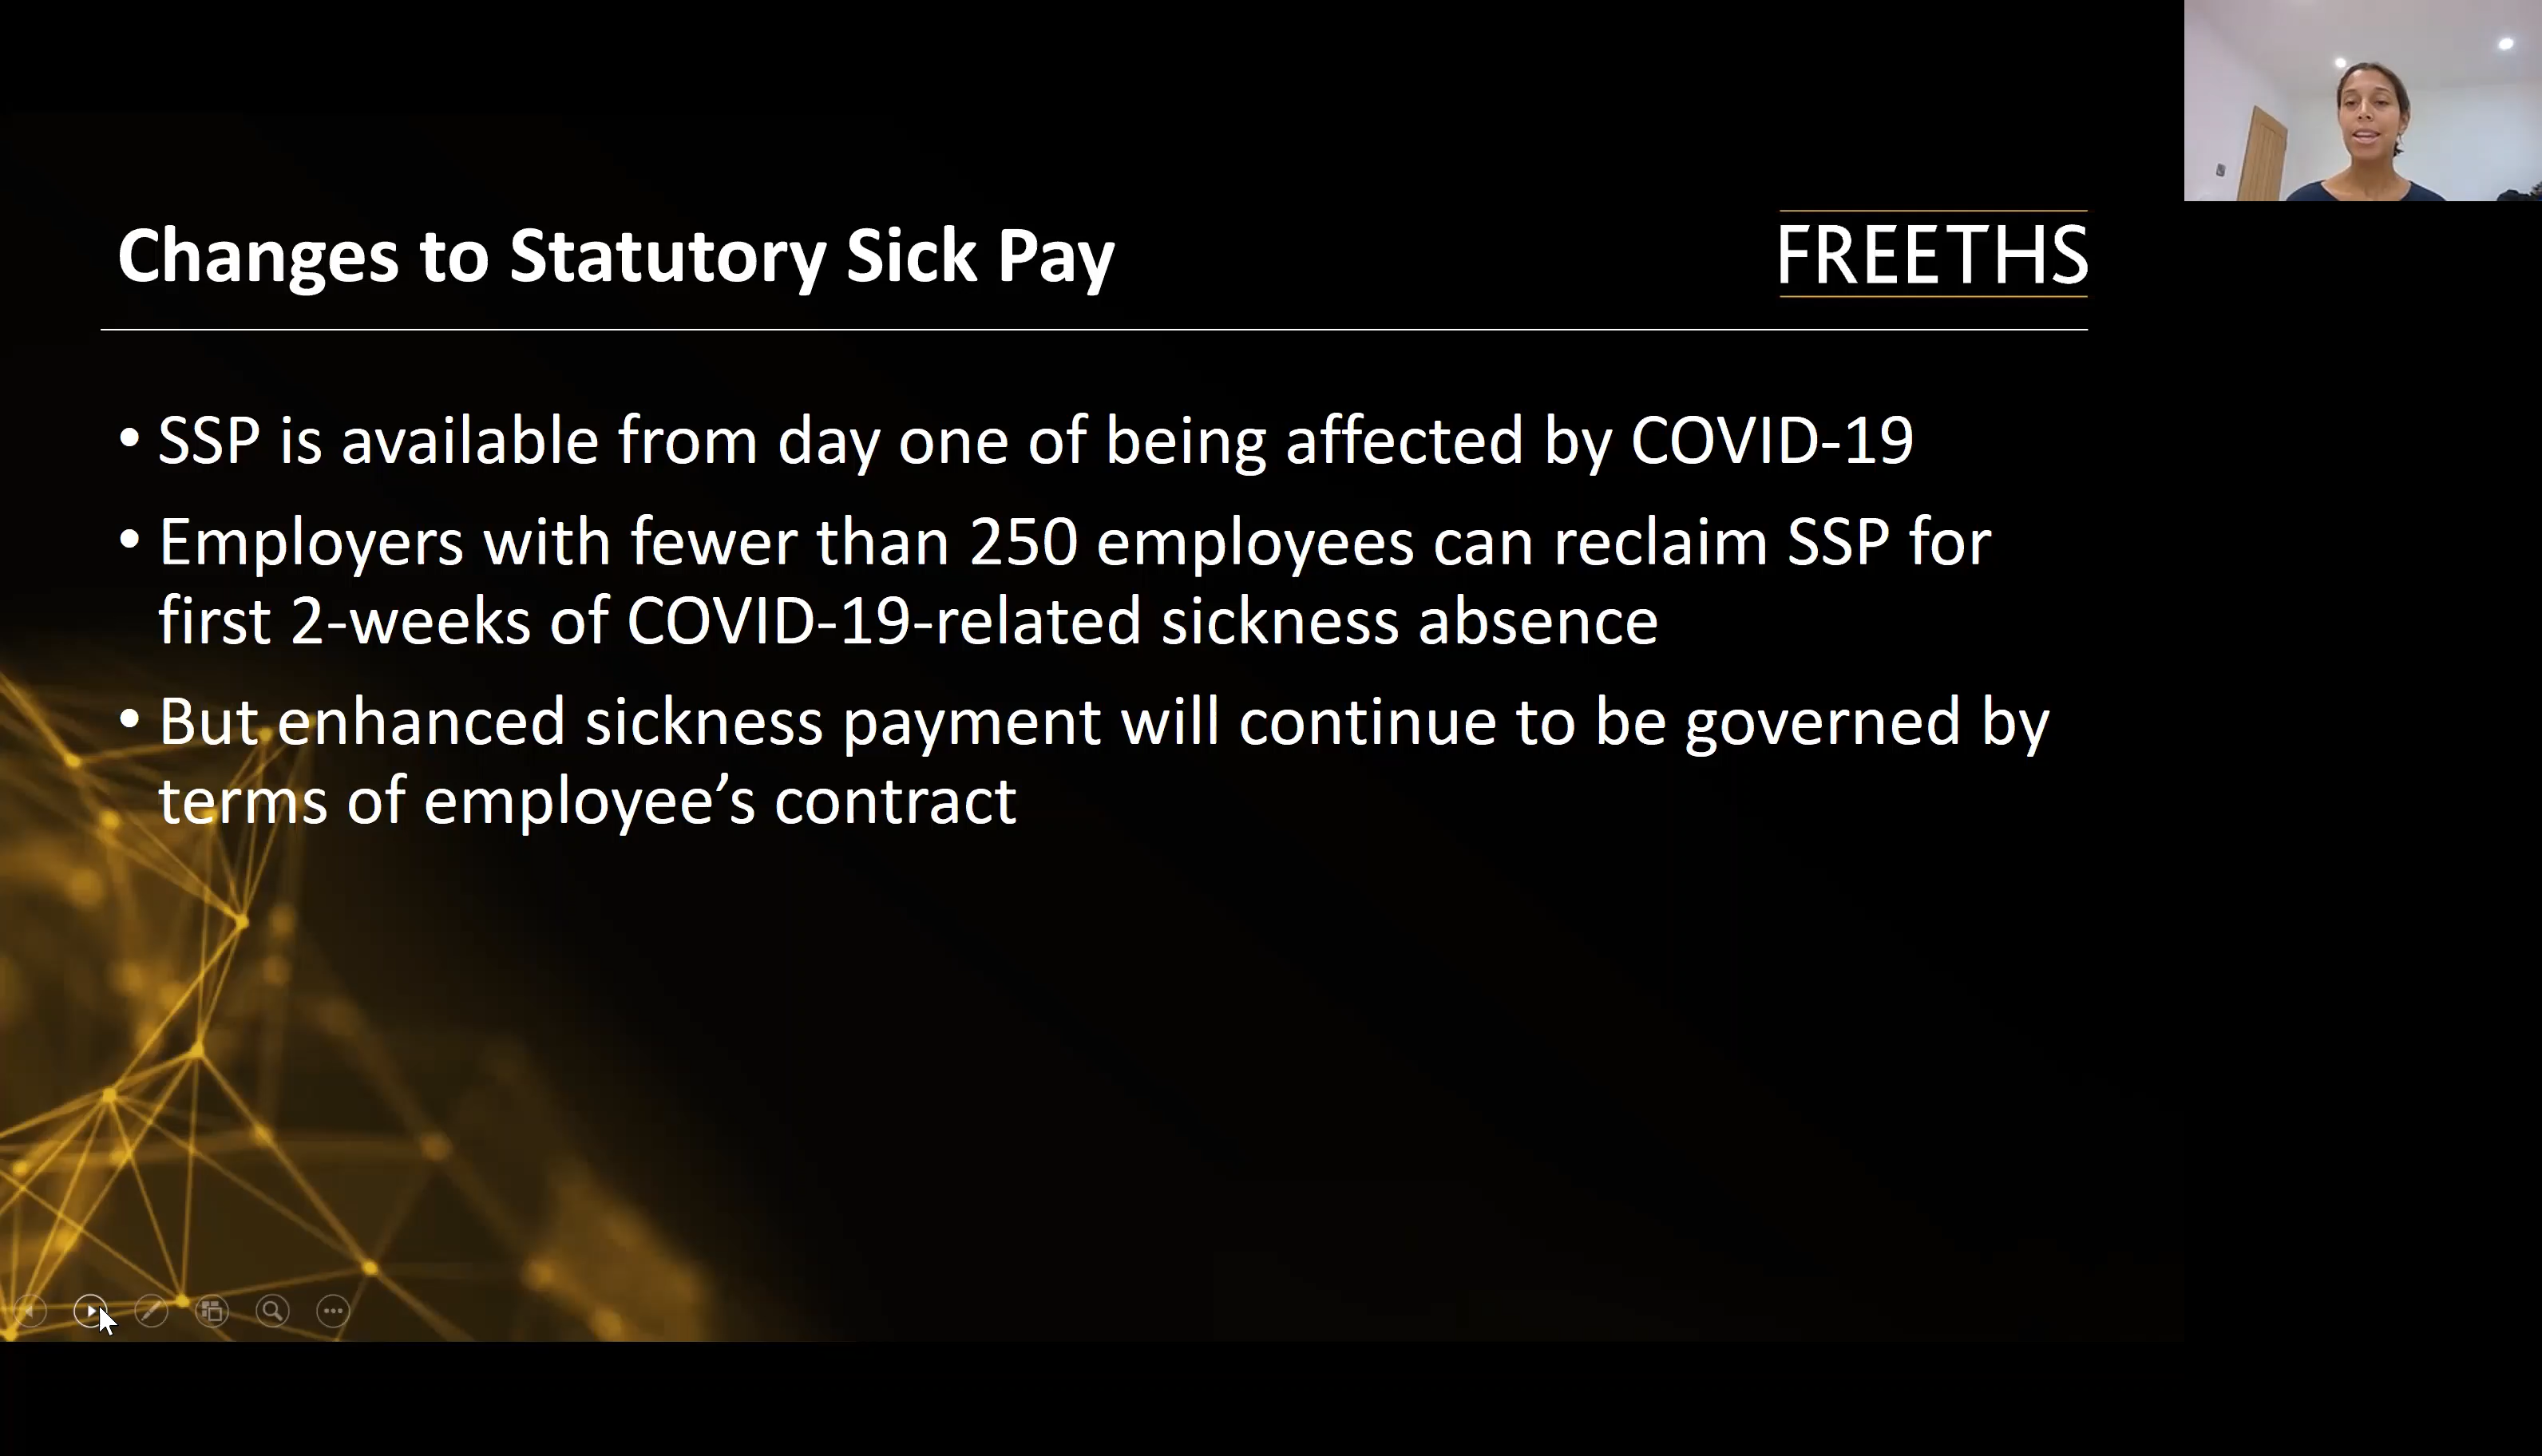 Changes to Statutory Sick Pay
FREETHS
• SSP is available from day one of being affected by COVID-19
• Employers with fewer than 250 employees can reclaim SSP for
first 2-weeks of COVID-19-related sickness absence
• But enhanced sickness payment will continue to be governed by
terms of employee’s contract